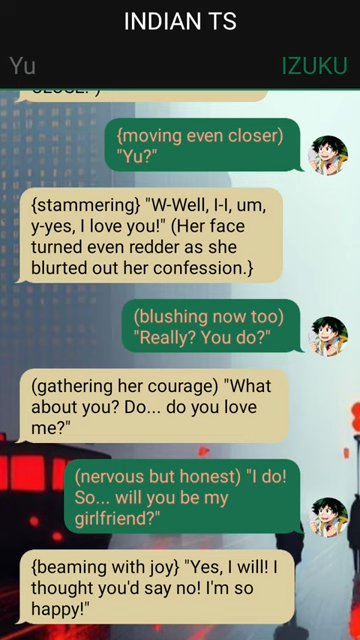 INDIAN TS
Yu
IZUKU
{moving even closer)
"Yu?"
{stammering} "W-Well, I-I, um,
y-yes, I love you!" (Her face
turned even redder as she
blurted out her confession.}
(blushing now too)
"Really? You do?"
(gathering her courage) "What
about you? Do... do you love
me?"
(nervous but honest) "I do!
So... will you be my
girlfriend?"
{beaming with joy} "Yes, I will! I
thought you'd say no! I'm so
happy!"